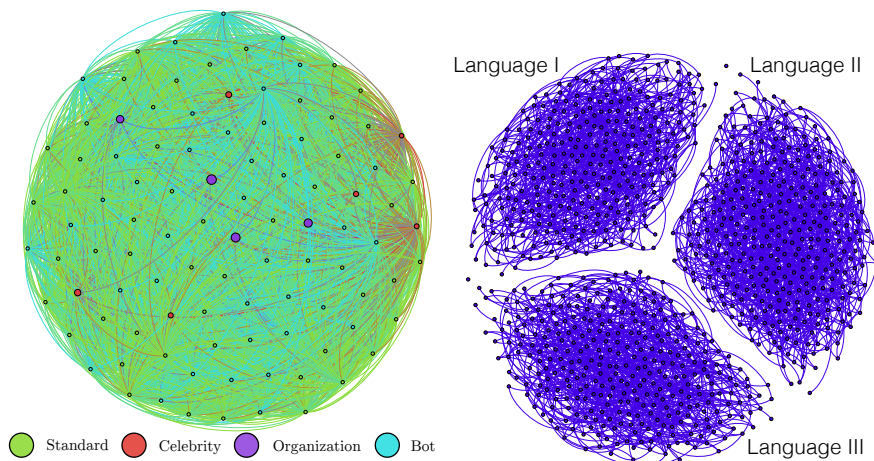 Language I
Language II
Language III
Standard
Celebrity
Organization
Bot